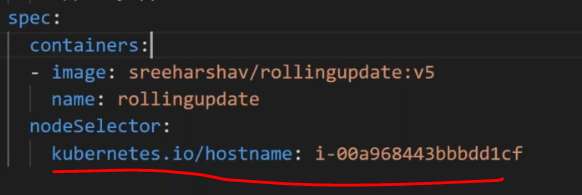 spec:
containers:
- image: sreeharshav/rollingupdate:v5
name: rollingupdate
nodeSelector:
kubernetes.io/hostname: i-00a968443bbbdd1cf